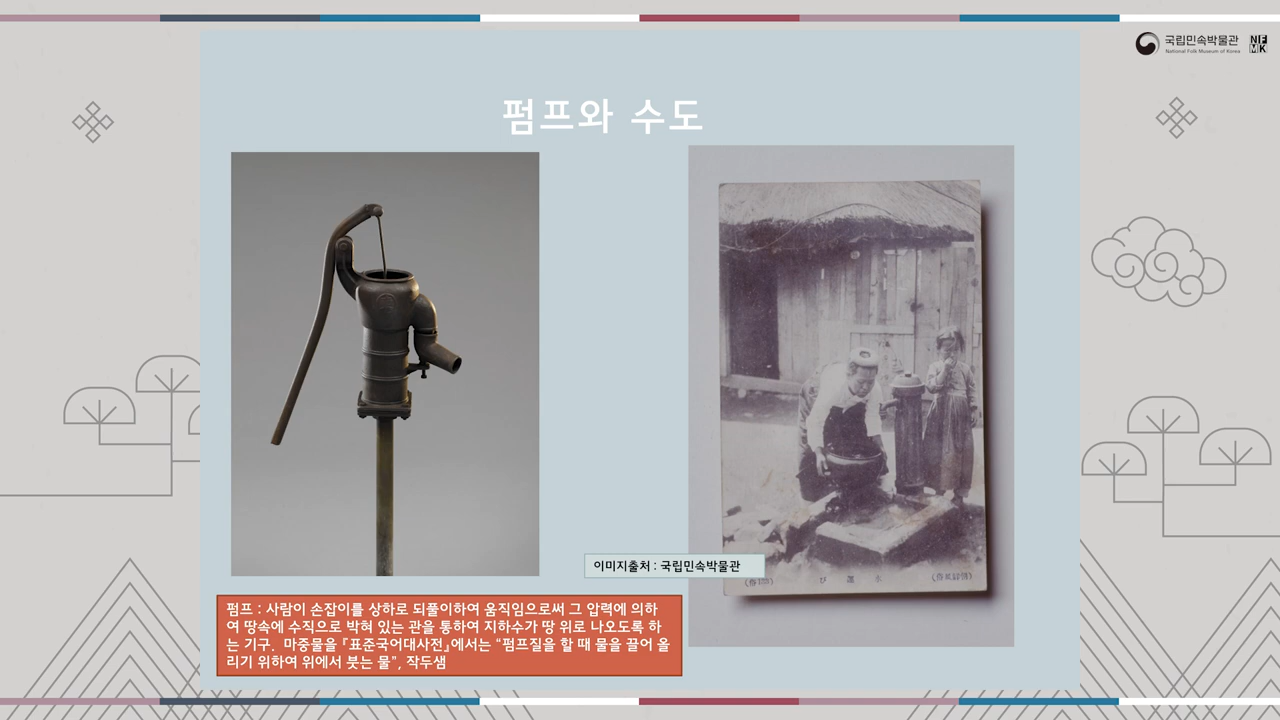 국립민속박물관
National Folk Museum of Korea
NF
MK
펌프와 수도
이미지출처 : 국립민속박물관
펌프 : 사람이 손잡이를 상하로 되풀이하여 움직임으로써 그 압력에 의하
여 땅속에 수직으로 박혀 있는 관을 통하여 지하수가 땅 위로 나오도록 하
는 기구. 마중물을 『표준국어대사전』에서는 “펌프질을 할 때 물을 끌어 올
리기 위하여 위에서 붓는 물”, 작두샘